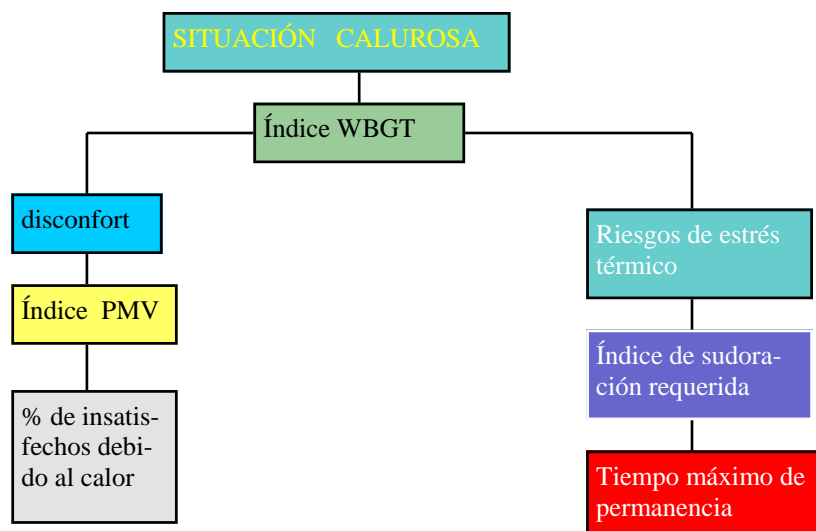 SITUACIÓN CALUROSA
Índice WBGT
disconfort
Índice PMV
% de insatis-
fechos debi-
do al calor
Riesgos de estrés
térmico
Índice de sudora-
ción requerida
Tiempo máximo de
permanencia